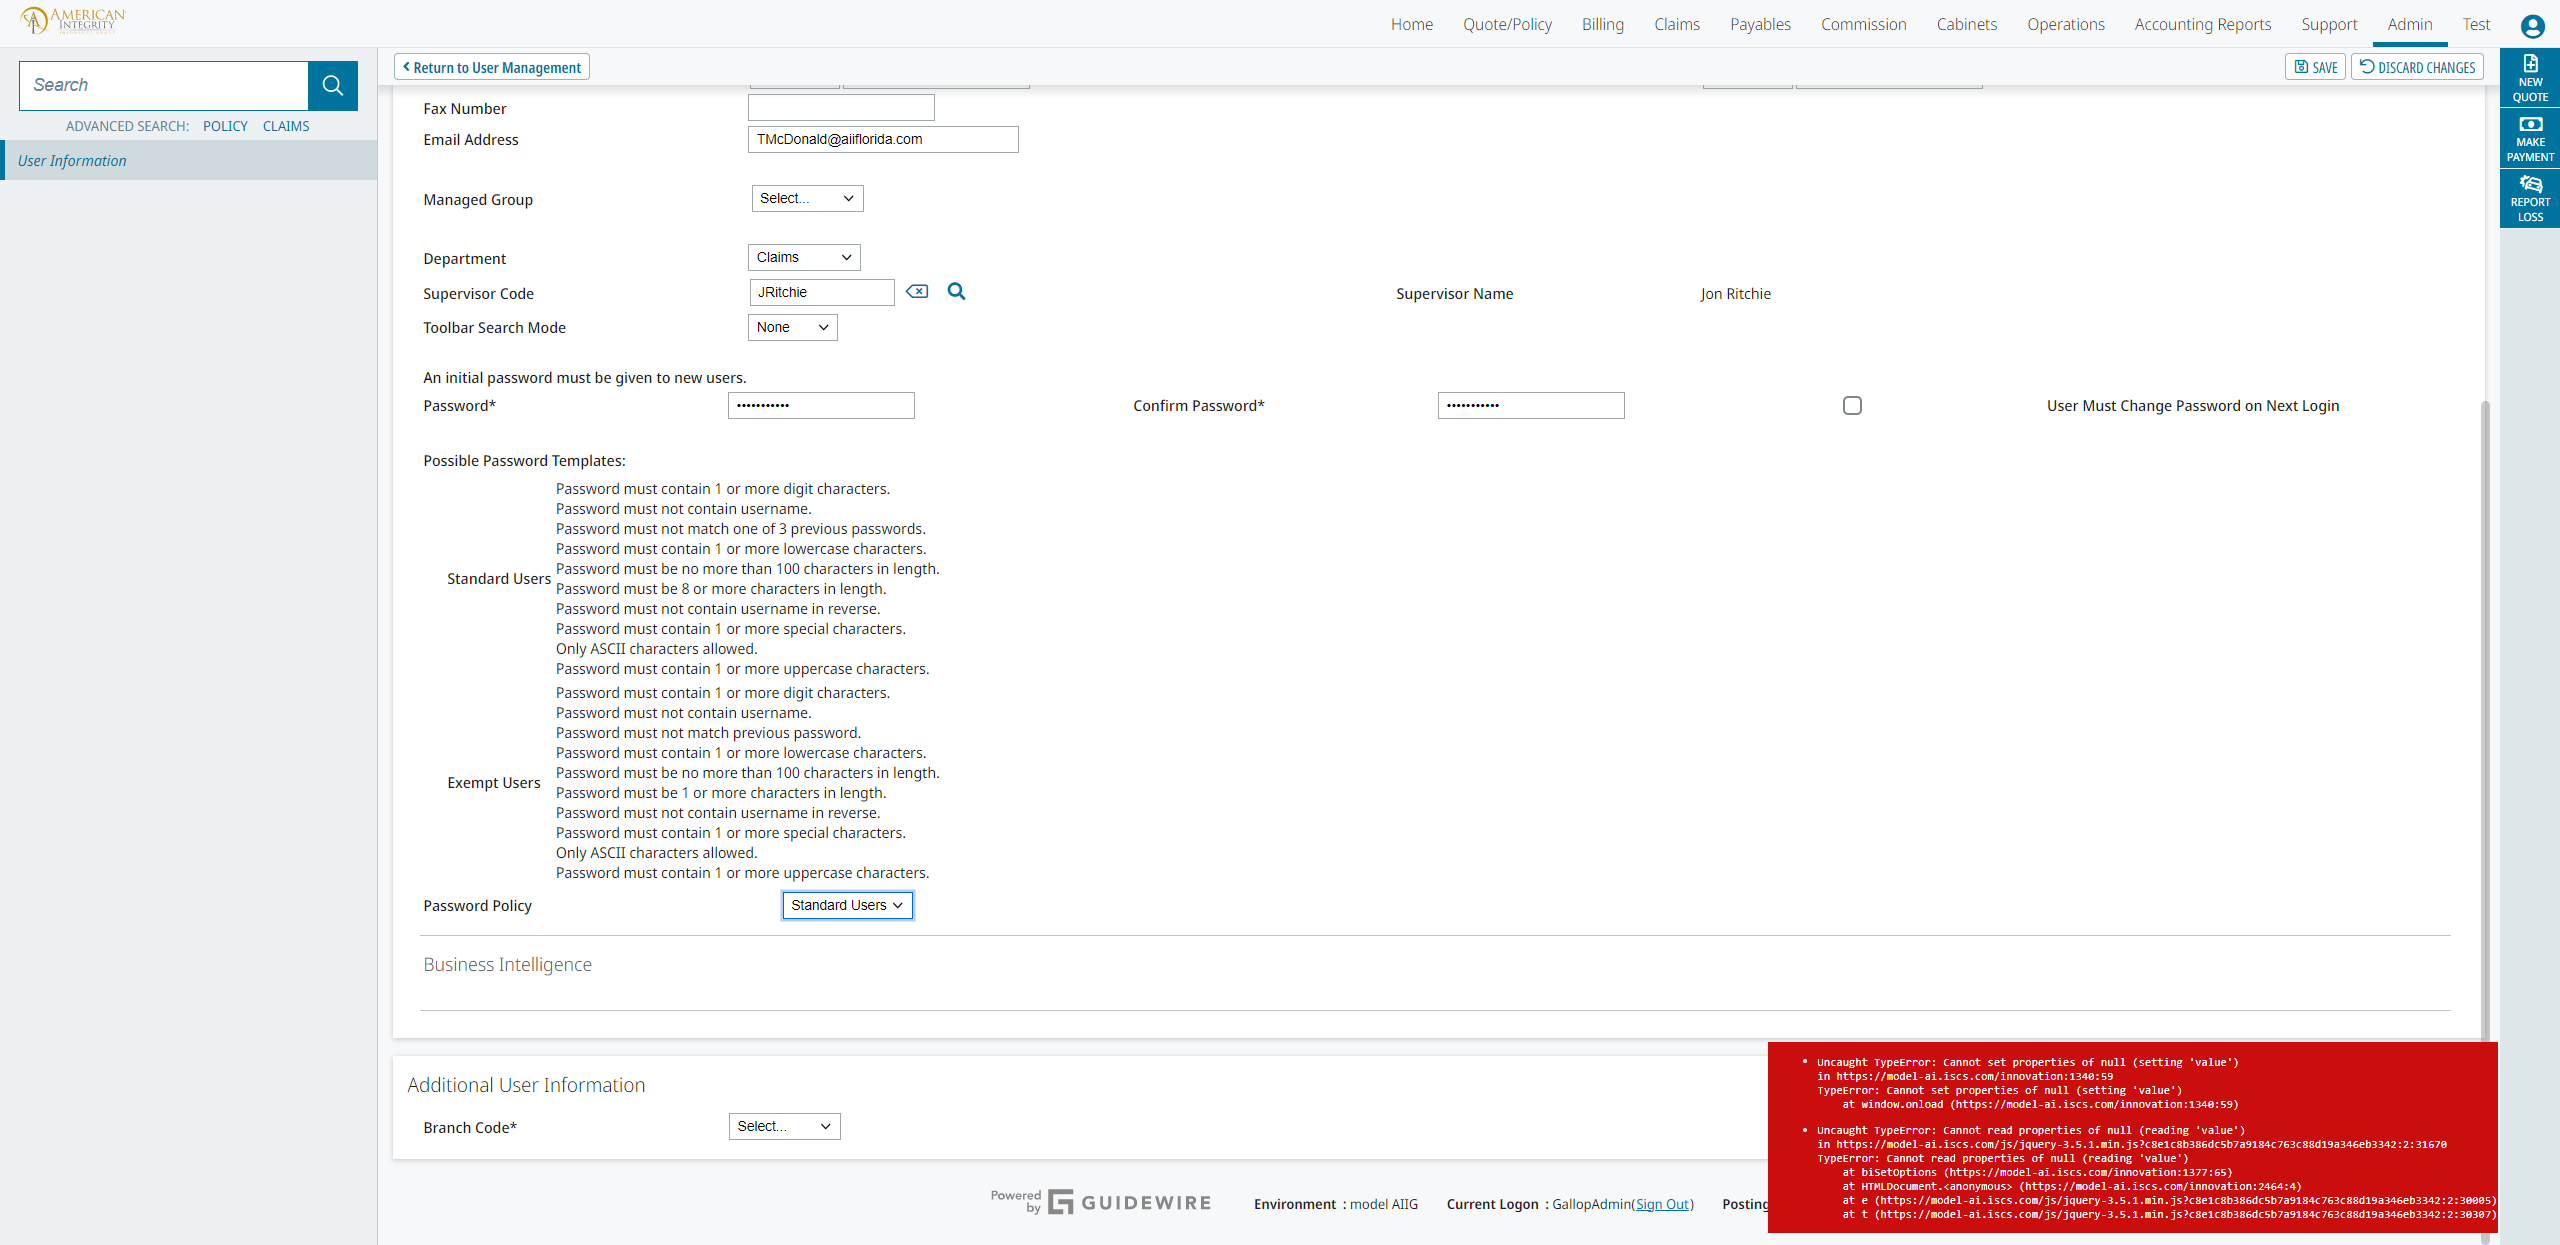 AMERICAN
INTEGRITY
Home Quote/Policy Billing Claims Payables Commission Cabinets Operations Accounting Reports Support Admin Test
Search
ADVANCED SEARCH: POLICY CLAIMS
User Information
Return to User Management
SAVE DISCARD CHANGES
NEW
QUOTE
MAKE
PAYMENT
REPORT
LOSS
Fax Number
Email Address TMcDonald@aiiflorida.com
Managed Group Select...
Department Claims
Supervisor Code JRitchie Supervisor Name Jon Ritchie
Toolbar Search Mode None
An initial password must be given to new users.
Password* ••••••••••• Confirm Password* ••••••••••• User Must Change Password on Next Login
Possible Password Templates:
Standard Users
Password must contain 1 or more digit characters.
Password must not contain username.
Password must not match one of 3 previous passwords.
Password must contain 1 or more lowercase characters.
Password must be no more than 100 characters in length.
Password must be 8 or more characters in length.
Password must not contain username in reverse.
Password must contain 1 or more special characters.
Only ASCII characters allowed.
Password must contain 1 or more uppercase characters.
Exempt Users
Password must contain 1 or more digit characters.
Password must not contain username.
Password must not match previous password.
Password must contain 1 or more lowercase characters.
Password must be no more than 100 characters in length.
Password must be 1 or more characters in length.
Password must not contain username in reverse.
Password must contain 1 or more special characters.
Only ASCII characters allowed.
Password must contain 1 or more uppercase characters.
Password Policy Standard Users
Business Intelligence
Additional User Information
Branch Code* Select...
Powered
by GUIDEWIRE
Environment : model AIIG Current Logon : GallopAdmin(Sign Out) Posting
• Uncaught TypeError: Cannot set properties of null (setting 'value')
in https://model-ai.iscs.com/innovation:1340:59
TypeError: Cannot set properties of null (setting 'value')
at window.onload (https://model-ai.iscs.com/innovation:1340:59)
• Uncaught TypeError: Cannot read properties of null (reading 'value')
in https://model-ai.iscs.com/js/jquery-3.5.1.min.js?c8e1c8b386dc5b7a9184c763c88d19a346eb3342:2:31670
TypeError: Cannot read properties of null (reading 'value')
at biSetOptions (https://model-ai.iscs.com/innovation:1377:65)
at HTMLDocument.<anonymous> (https://model-ai.iscs.com/innovation:2464:4)
at e (https://model-ai.iscs.com/js/jquery-3.5.1.min.js?c8e1c8b386dc5b7a9184c763c88d19a346eb3342:2:30005)
at t (https://model-ai.iscs.com/js/jquery-3.5.1.min.js?c8e1c8b386dc5b7a9184c763c88d19a346eb3342:2:30307)